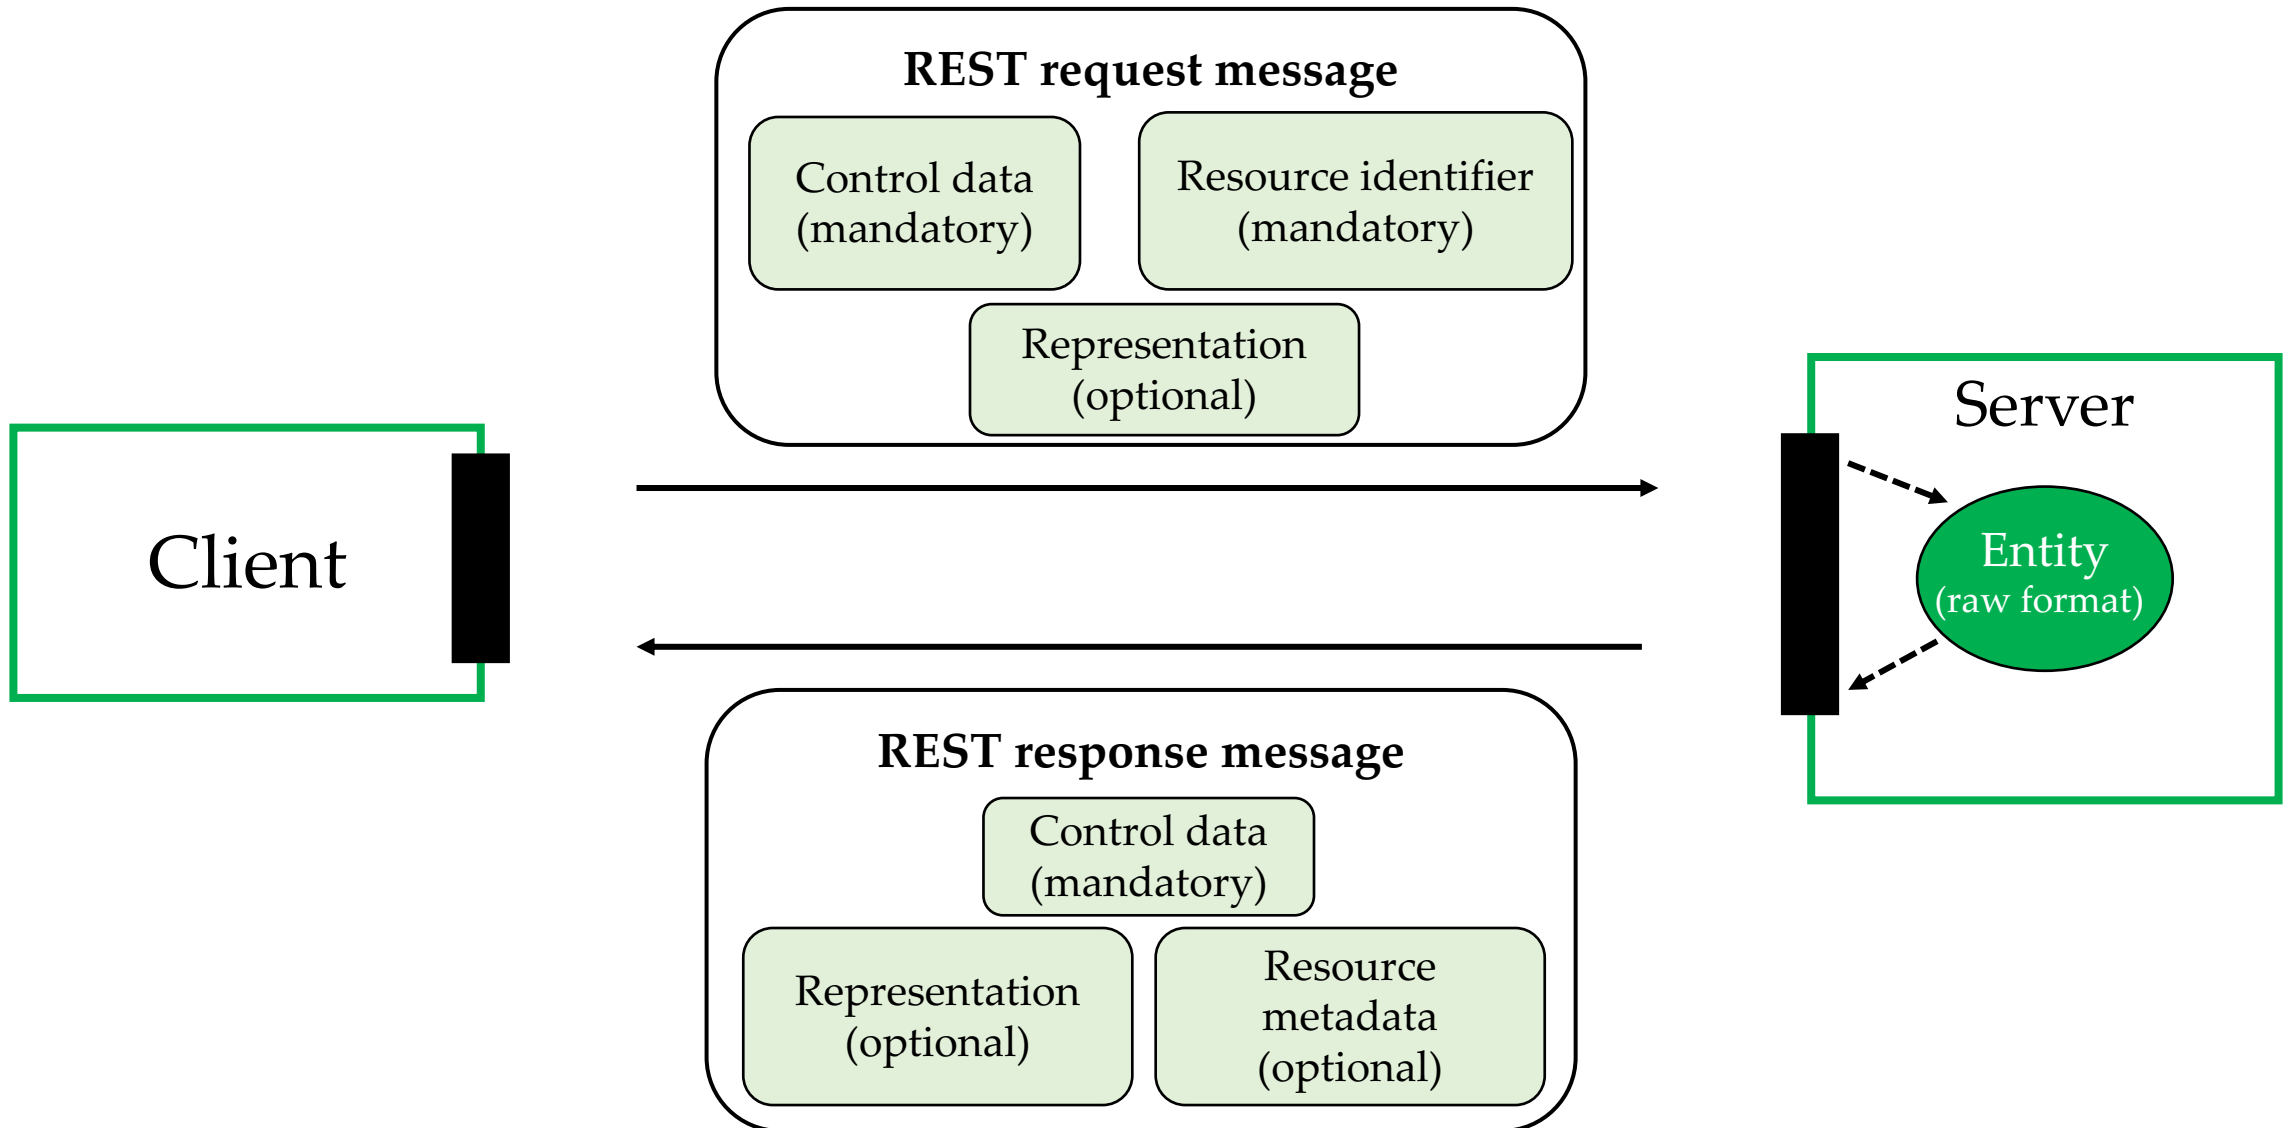 REST request message
Control data
(mandatory)
Resource identifier
(mandatory)
Representation
(optional)
Client
Server
Entity
(raw format)
REST response message
Control data
(mandatory)
Representation
(optional)
Resource
metadata
(optional)